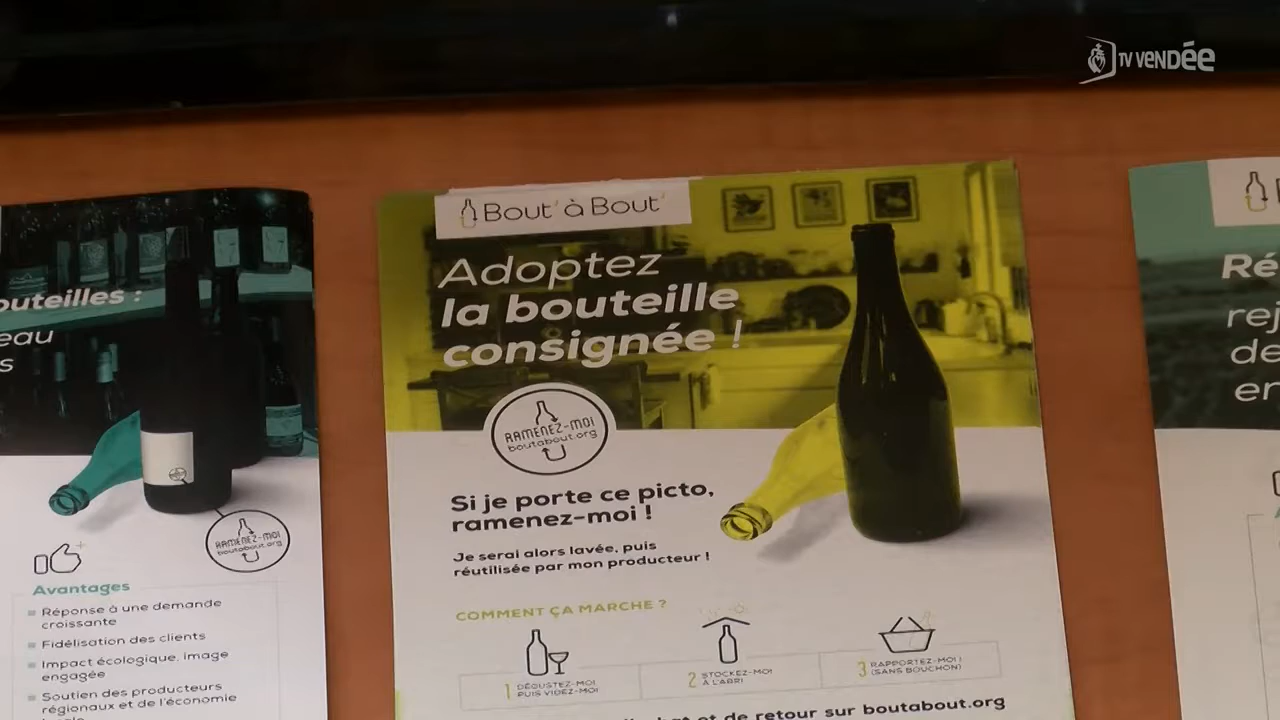 TV VENDÉE
outeilles :
eau
s
RAMENEZ-MOI
boutabout.org
Avantages
Réponse à une demande
croissante
Fidélisation des clients
Impact écologique, image
engagée
Soutien des producteurs
régionaux et de l'économie
Bout' à Bout'
Adoptez
la bouteille
consignée !
RAMENEZ-MOI
boutabout.org
Si je porte ce picto,
ramenez-moi !
Je serai alors lavée, puis
réutilisée par mon producteur !
COMMENT ÇA MARCHE ?
1 DÉGUSTEZ-MOI
PUIS VIDEZ-MOI
2 STOCKEZ-MOI
À L'ABRI
3 RAPPORTEZ-MOI !
(SANS BOUCHON)
et de retour sur boutabout.org
Ré
rej
de
en